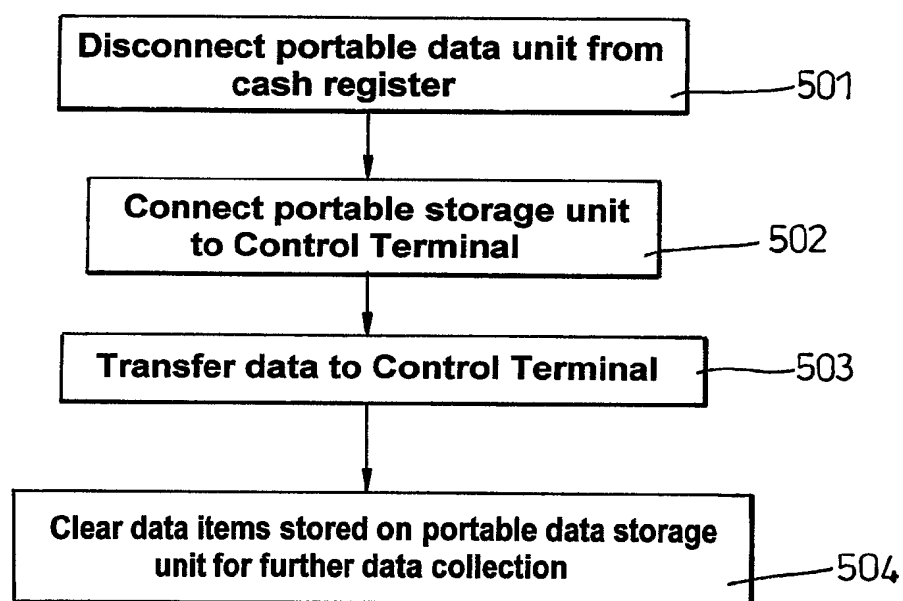 Disconnect portable data unit from
cash register
501
Connect portable storage unit
to Control Terminal
502
Transfer data to Control Terminal
503
Clear data items stored on portable data storage
unit for further data collection
504